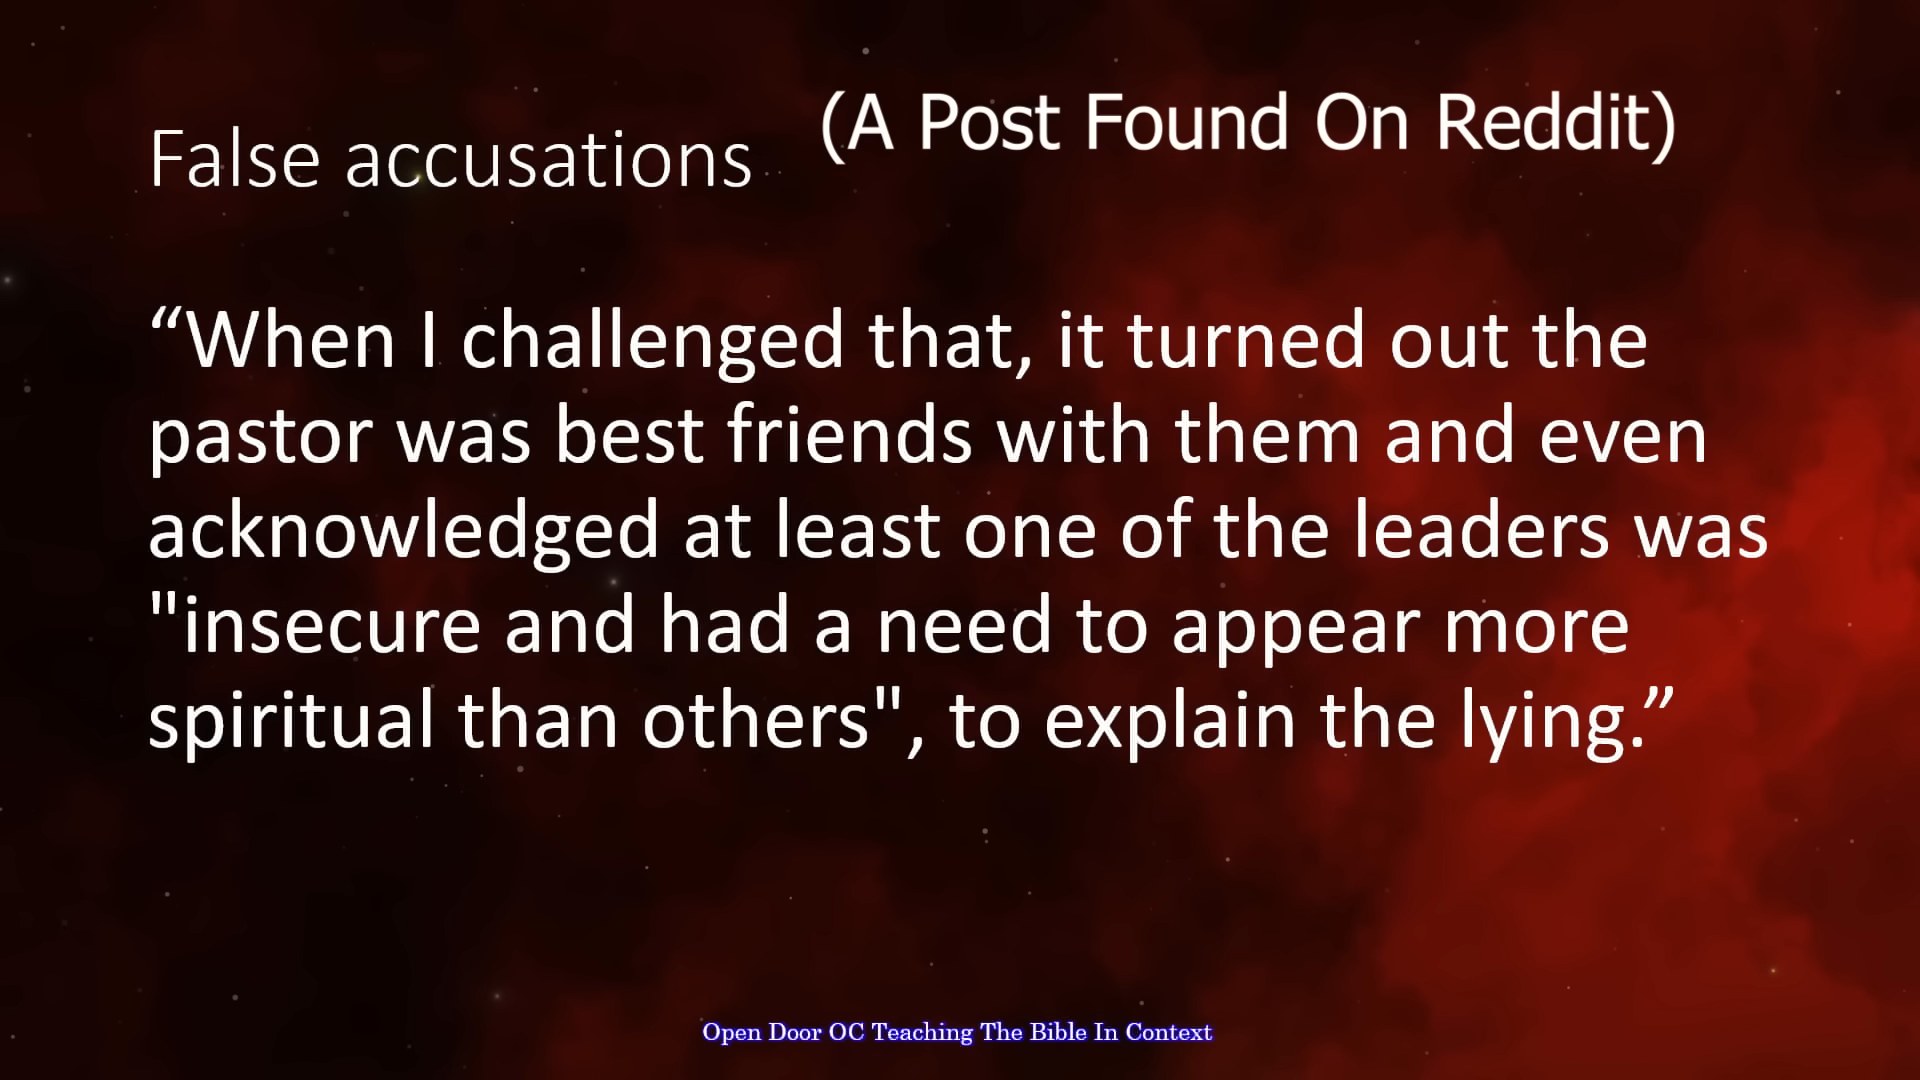 False accusations
(A Post Found On Reddit)
“When I challenged that, it turned out the
pastor was best friends with them and even
acknowledged at least one of the leaders was
"insecure and had a need to appear more
spiritual than others", to explain the lying.”
Open Door OC Teaching The Bible In Context